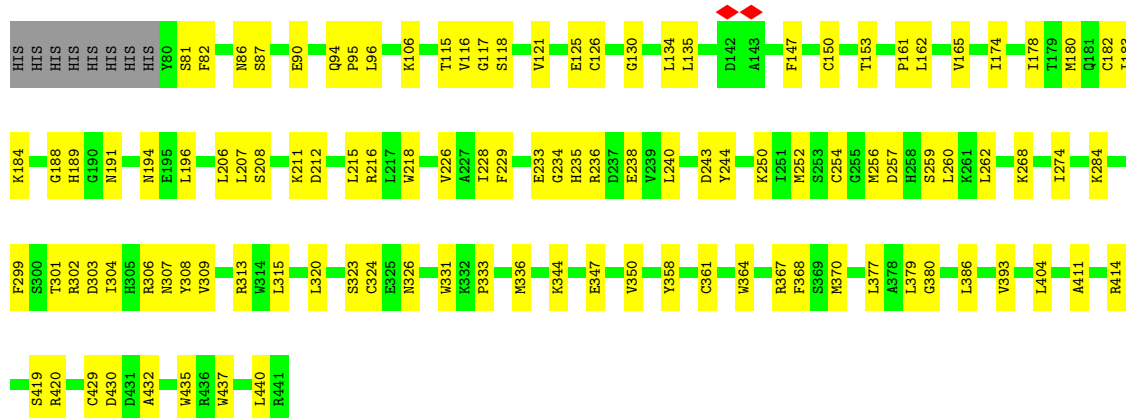 HIS HIS HIS HIS HIS HIS HIS Y80 S81 F82 N86 S87 E90 Q94 P95 L96 K106 T115 V116 G117 S118 V121 E125 C126 G130 L134 L135 D142 A143 F147 C150 T153 P161 L162 V165 I174 I178 T179 M180 Q181 C182 I183
K184 G188 H189 G190 N191 N194 E195 L196 L206 L207 S208 K211 D212 L215 R216 L217 W218 V226 A227 I228 F229 E233 G234 H235 R236 D237 E238 V239 L240 D243 Y244 K250 I251 M252 S253 C254 G255 M256 D257 H258 S259 L260 K261 L262 K268 I274 K284
F299 S300 T301 R302 D303 I304 H305 R306 N307 Y308 V309 R313 W314 L315 L320 S323 C324 E325 N326 W331 K332 P333 M336 K344 E347 V350 Y358 C361 W364 R367 F368 S369 M370 L377 A378 L379 G380 L386 V393 L404 A411 R414
S419 R420 C429 D430 D431 A432 W435 R436 W437 L440 R441